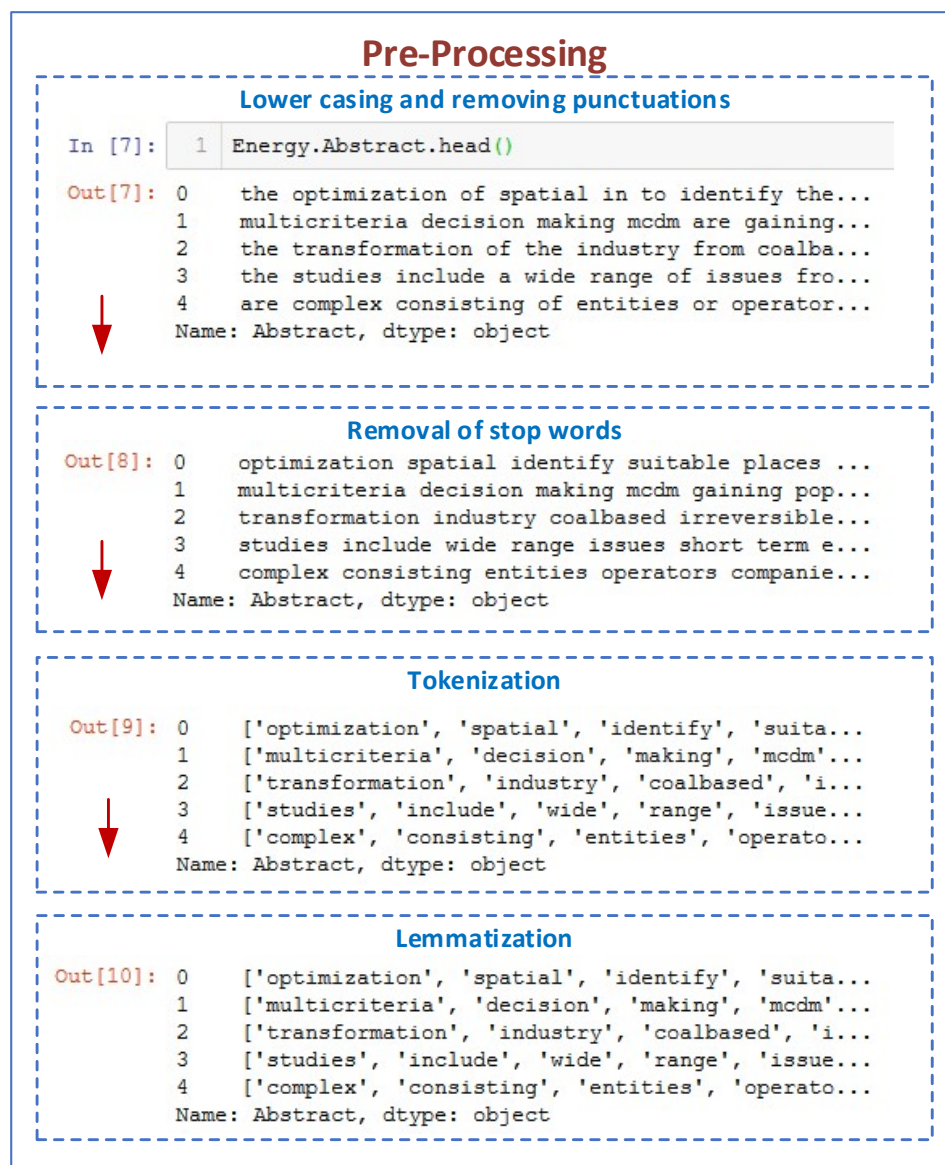 Pre-Processing
Lower casing and removing punctuations
In [7]: 1 Energy.Abstract.head()
Out[7]: 0 the optimization of spatial in to identify the...
1 multicriteria decision making mcdm are gaining...
2 the transformation of the industry from coalba...
3 the studies include a wide range of issues fro...
4 are complex consisting of entities or operator...
Name: Abstract, dtype: object
Removal of stop words
Out[8]: 0 optimization spatial identify suitable places ...
1 multicriteria decision making mcdm gaining pop...
2 transformation industry coalbased irreversible...
3 studies include wide range issues short term e...
4 complex consisting entities operators companie...
Name: Abstract, dtype: object
Tokenization
Out[9]: 0 ['optimization', 'spatial', 'identify', 'suita...
1 ['multicriteria', 'decision', 'making', 'mcdm'...
2 ['transformation', 'industry', 'coalbased', 'i...
3 ['studies', 'include', 'wide', 'range', 'issue...
4 ['complex', 'consisting', 'entities', 'operato...
Name: Abstract, dtype: object
Lemmatization
Out[10]: 0 ['optimization', 'spatial', 'identify', 'suita...
1 ['multicriteria', 'decision', 'making', 'mcdm'...
2 ['transformation', 'industry', 'coalbased', 'i...
3 ['studies', 'include', 'wide', 'range', 'issue...
4 ['complex', 'consisting', 'entities', 'operato...
Name: Abstract, dtype: object